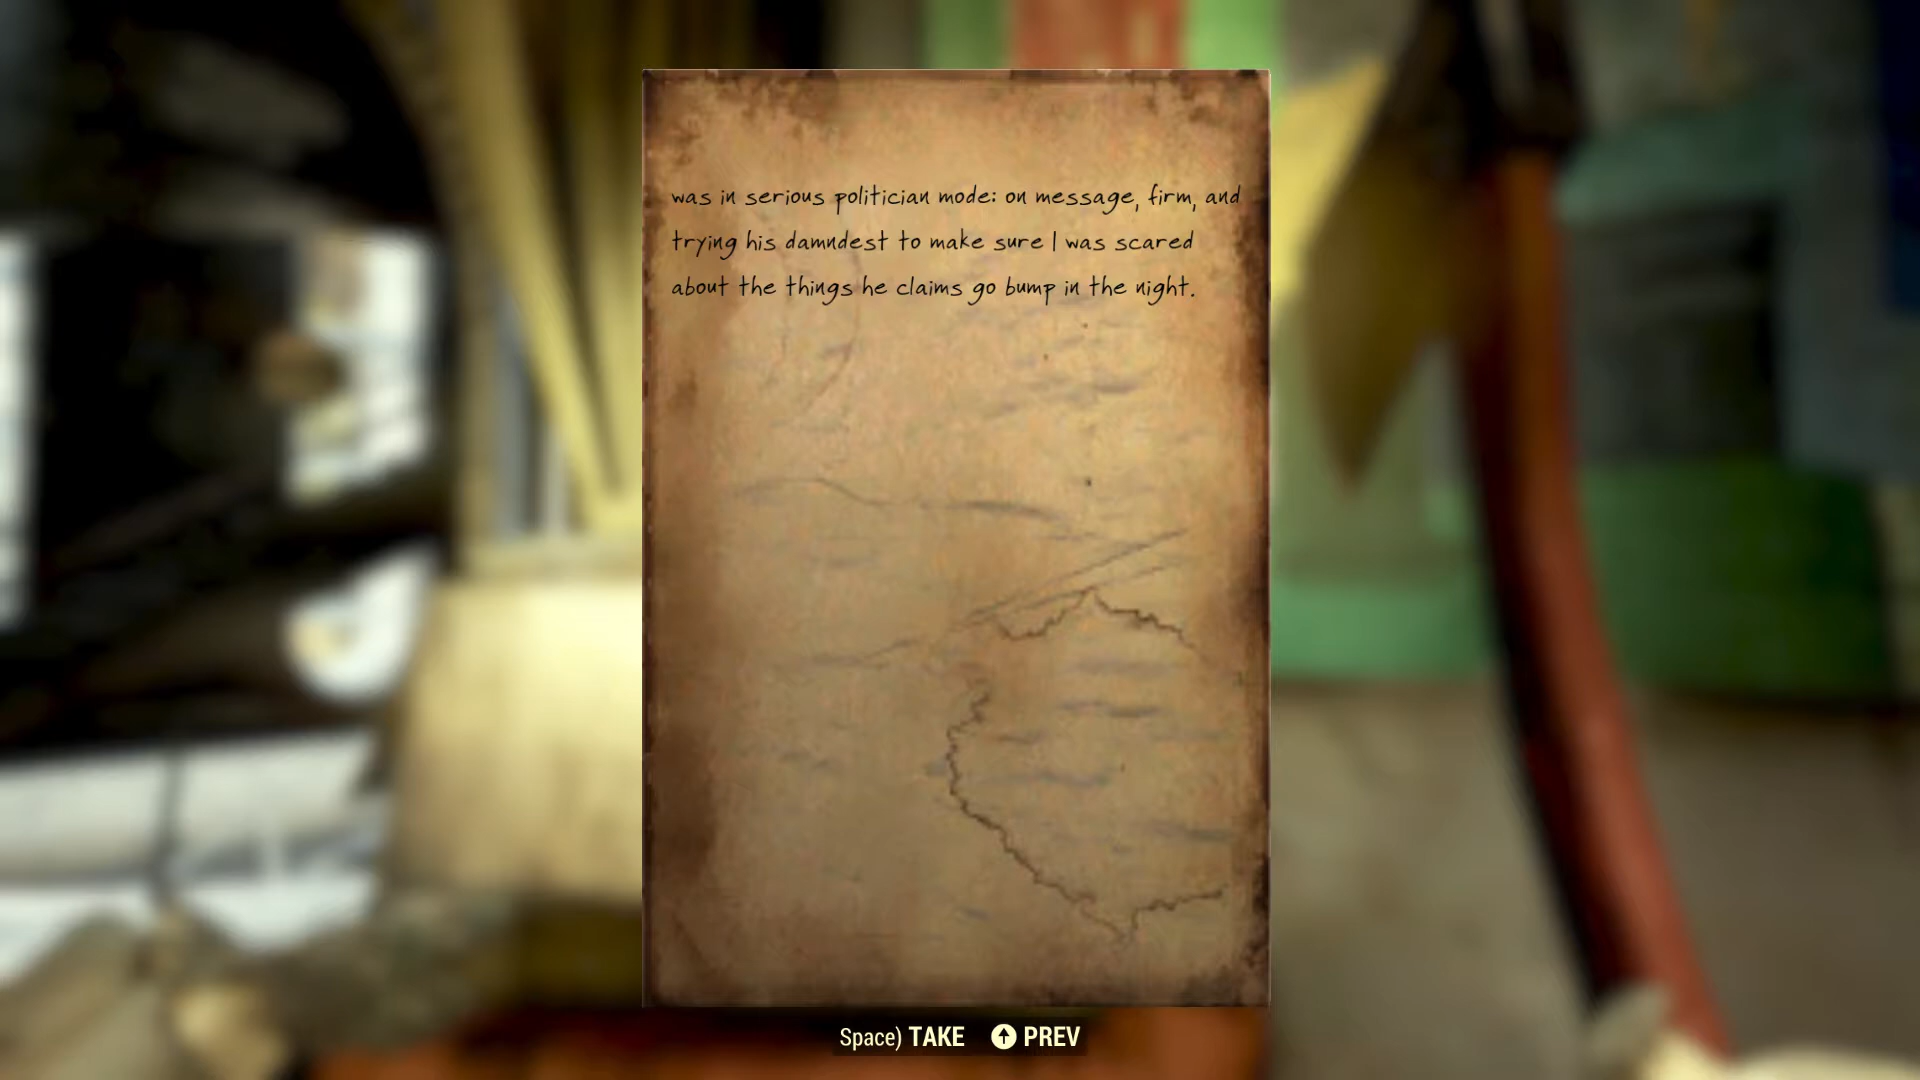 was in serious politician mode: on message, firm, and
trying his damndest to make sure I was scared
about the things he claims go bump in the night.
Space) TAKE PREV